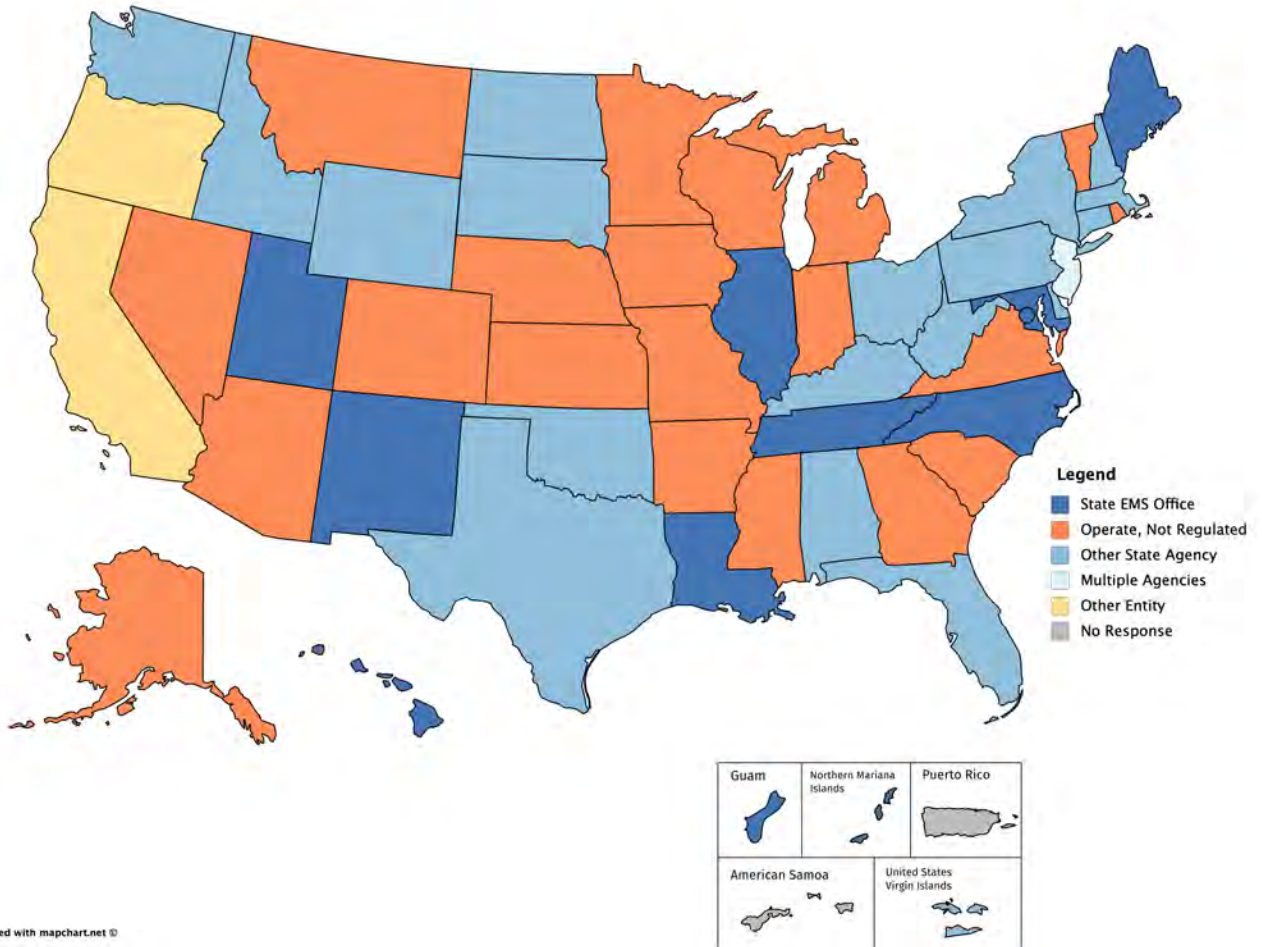 Legend
State EMS Office
Operate, Not Regulated
Other State Agency
Multiple Agencies
Other Entity
No Response
Guam
Northern Mariana
Islands
Puerto Rico
American Samoa
United States
Virgin Islands
ed with mapchart.net ©